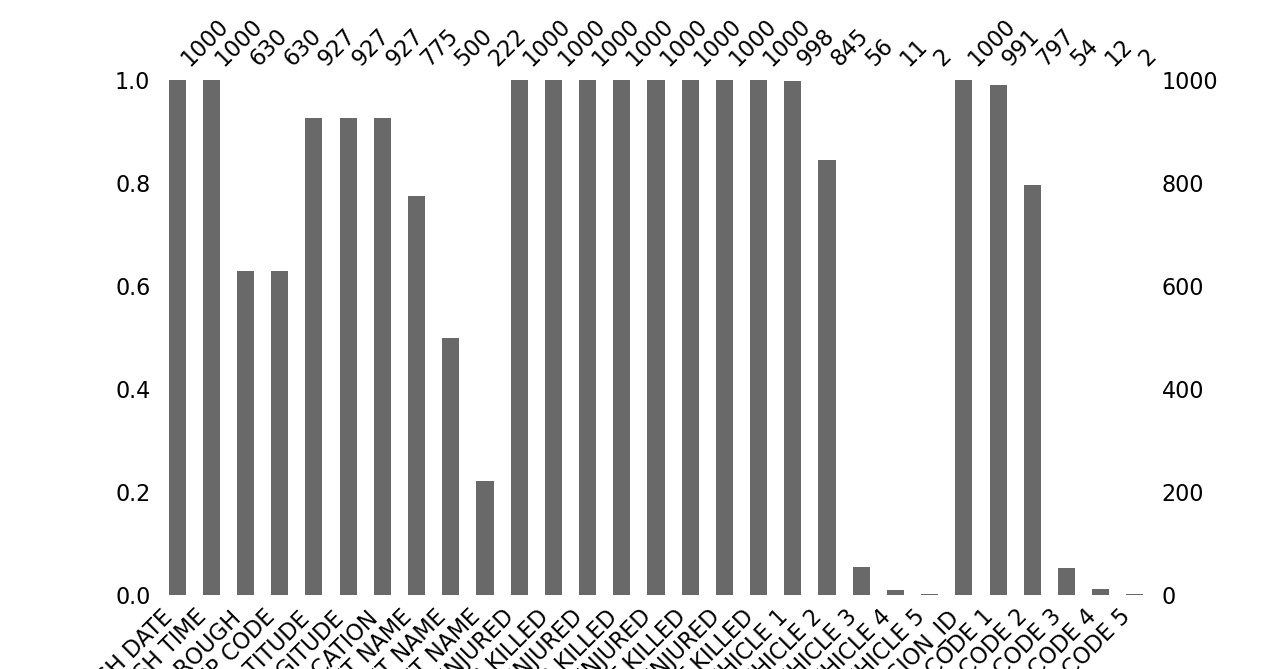 1000 1000 630 630 927 927 927 775 500 222 1000 1000 1000 1000 1000 1000 1000 1000 998 845 56 11 2 1000 991 797 54 12 2
1.0 1000
0.8 800
0.6 600
0.4 400
0.2 200
0.0 0
H DATE
H TIME
ROUGH
P CODE
TITUDE
GITUDE
CATION
T NAME
T NAME
T NAME
NJURED
KILLED
NJURED
KILLED
NJURED
KILLED
NJURED
KILLED
HICLE 1
HICLE 2
HICLE 3
HICLE 4
HICLE 5
ION_ID
CODE 1
CODE 2
CODE 3
CODE 4
CODE 5